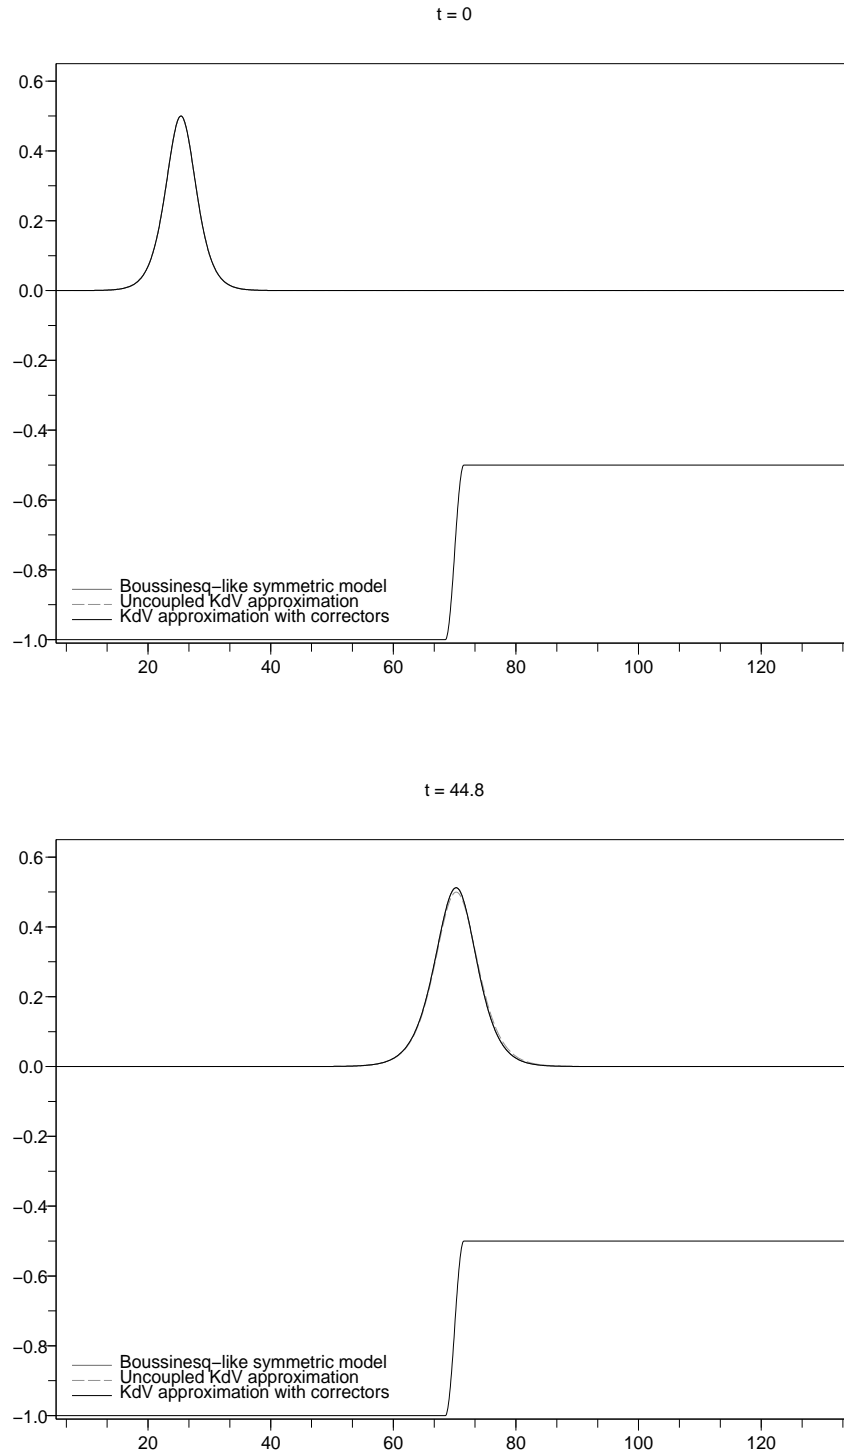 t = 0
0.6
0.4
0.2
0.0
−0.2
−0.4
−0.6
−0.8
−1.0
Boussinesq−like symmetric model
Uncoupled KdV approximation
KdV approximation with correctors
20 40 60 80 100 120
t = 44.8
0.6
0.4
0.2
0.0
−0.2
−0.4
−0.6
−0.8
−1.0
Boussinesq−like symmetric model
Uncoupled KdV approximation
KdV approximation with correctors
20 40 60 80 100 120